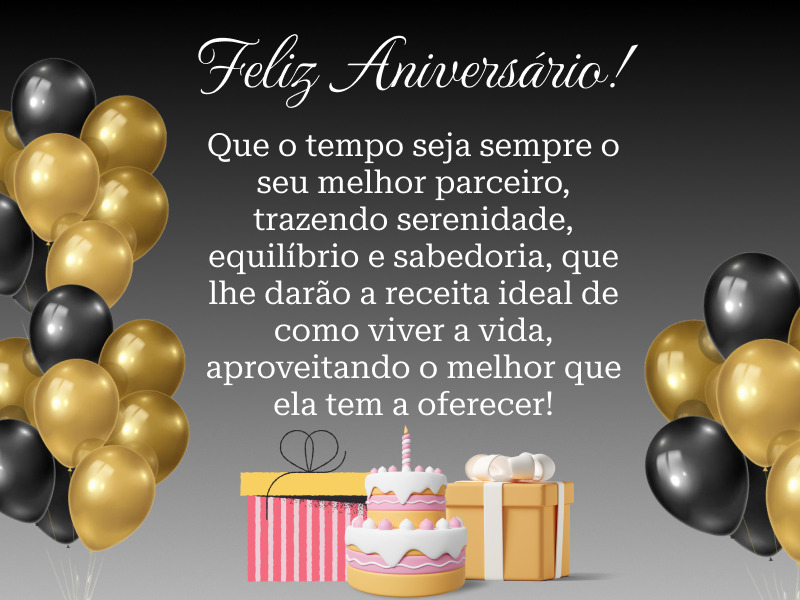 Feliz Aniversário!
Que o tempo seja sempre o
seu melhor parceiro,
trazendo serenidade,
equilíbrio e sabedoria, que
lhe darão a receita ideal de
como viver a vida,
aproveitando o melhor que
ela tem a oferecer!